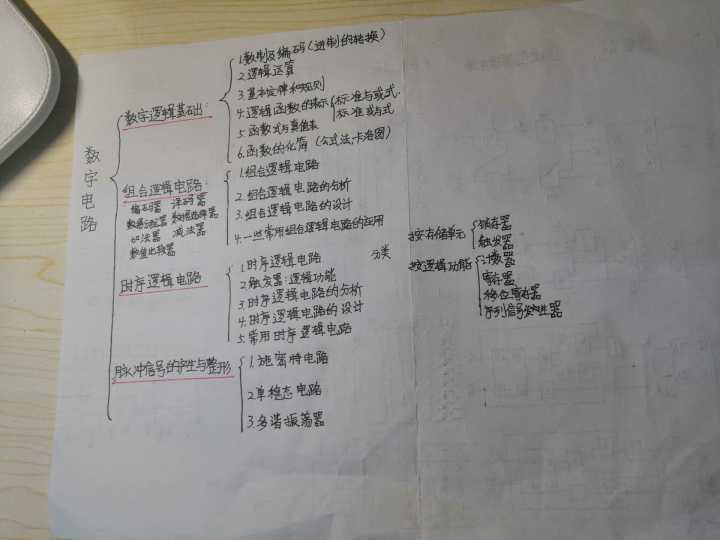 数字电路
数字逻辑基础:
1.数制及编码(进制的转换)
2.逻辑运算
3.基本定律和规则
4.逻辑函数的标
标准与或式.
标准或与式
5.函数式与真值表
6.函数的化简(公式法,卡诺图)
组合逻辑电路:
编码器 译码器
数据分配器 数据选择器
加法器 减法器
数值比较器
1.组合逻辑电路
2.组合逻辑电路的分析
3.组合逻辑电路的设计
4.一些常用组合逻辑电路的应用
时序逻辑电路
1.时序逻辑电路
2.触发器:逻辑功能
3.时序逻辑电路的分析
4.时序逻辑电路的设计
5.常用时序逻辑电路
分类
按存储单元
锁存器
触发器
按逻辑功能
计数器
寄存器
移位寄存器
序列信号发生器
脉冲信号的产生与整形
1.施密特电路
2.单稳态电路
3.多谐振荡器